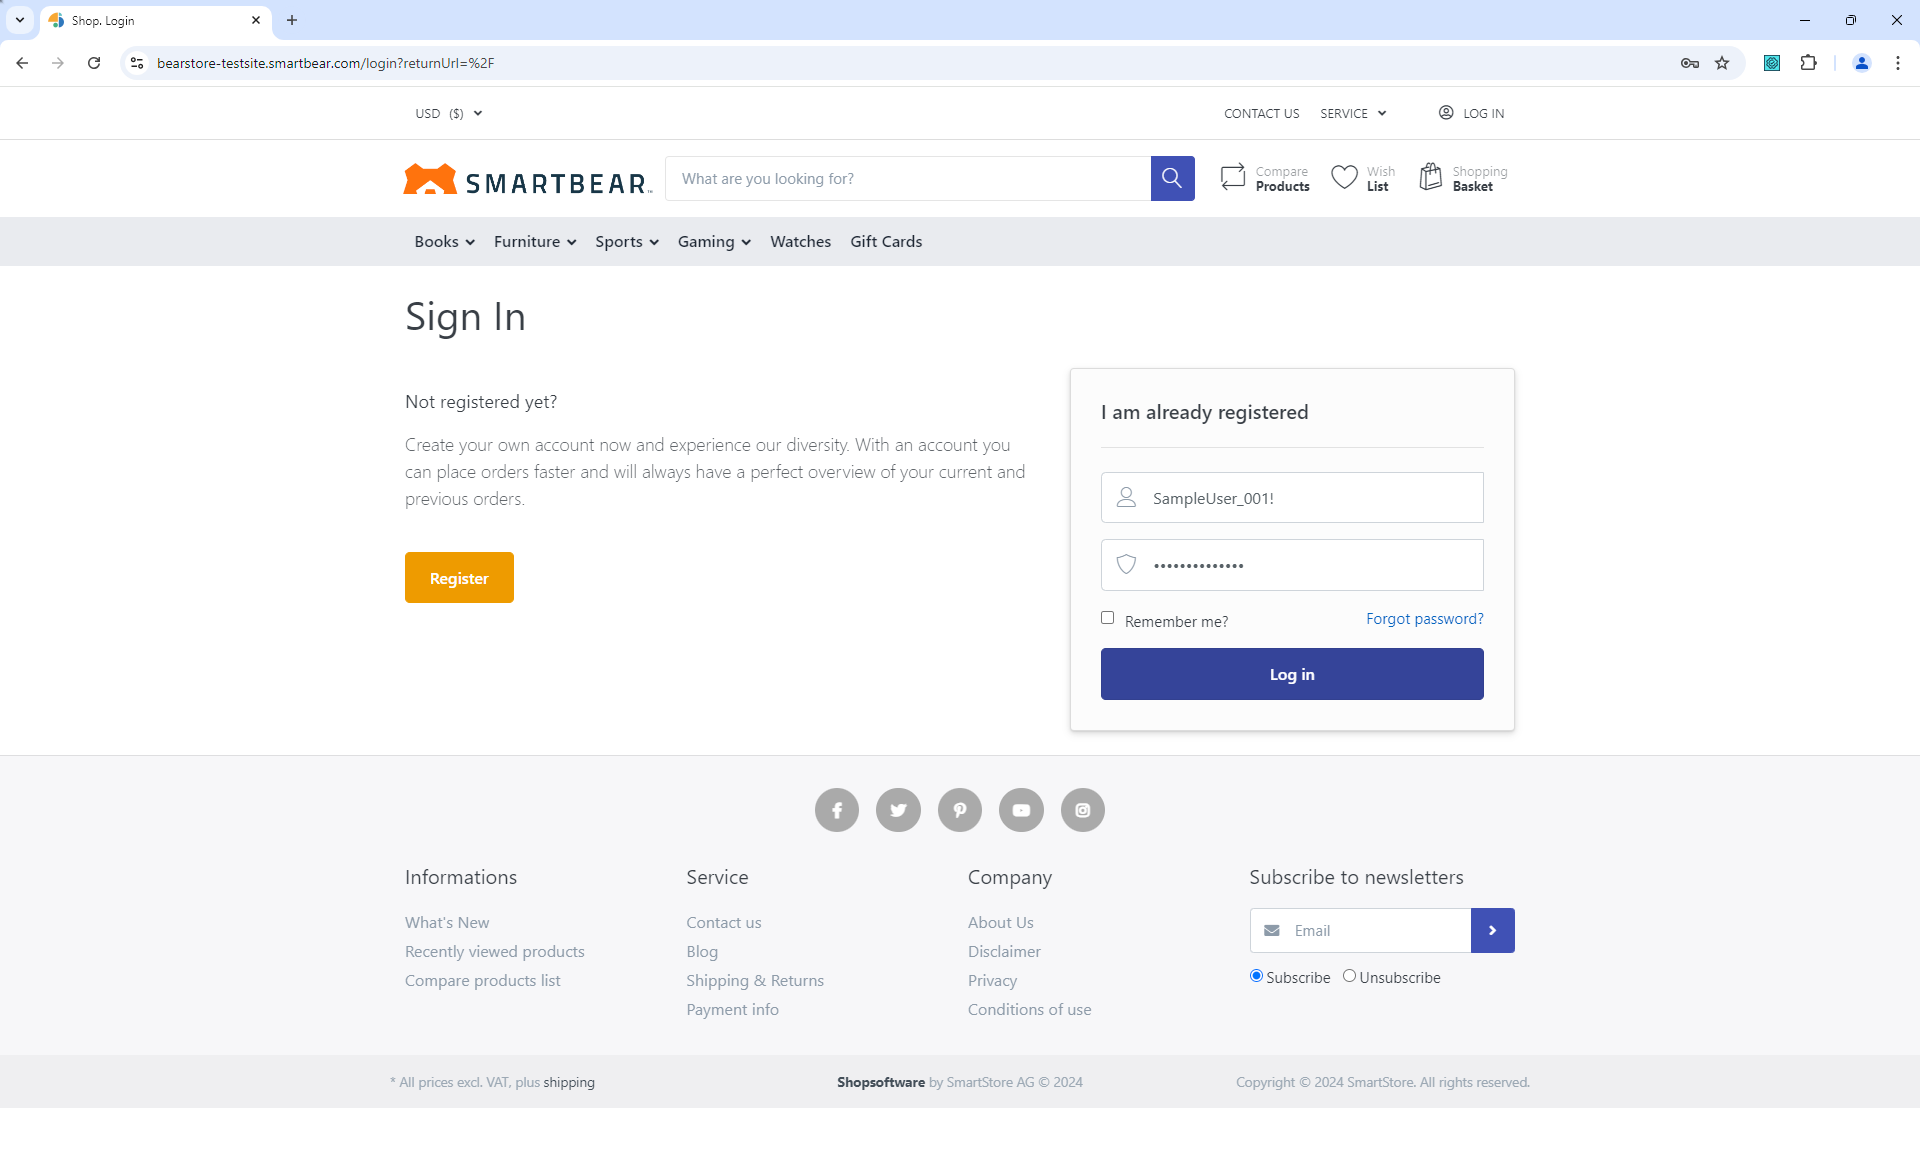 Shop. Login
bearstore-testsite.smartbear.com/login?returnUrl=%2F
USD ($)
CONTACT US
SERVICE
LOG IN
SMARTBEAR™
What are you looking for?
Compare
Products
Wish
List
Shopping
Basket
Books
Furniture
Sports
Gaming
Watches
Gift Cards
Sign In
Not registered yet?
Create your own account now and experience our diversity. With an account you
can place orders faster and will always have a perfect overview of your current and
previous orders.
Register
I am already registered
SampleUser_001!
••••••••••••••
Remember me?
Forgot password?
Log in
Informations
What's New
Recently viewed products
Compare products list
Service
Contact us
Blog
Shipping & Returns
Payment info
Company
About Us
Disclaimer
Privacy
Conditions of use
Subscribe to newsletters
Email
Subscribe
Unsubscribe
* All prices excl. VAT, plus shipping
Shopsoftware by SmartStore AG © 2024
Copyright © 2024 SmartStore. All rights reserved.